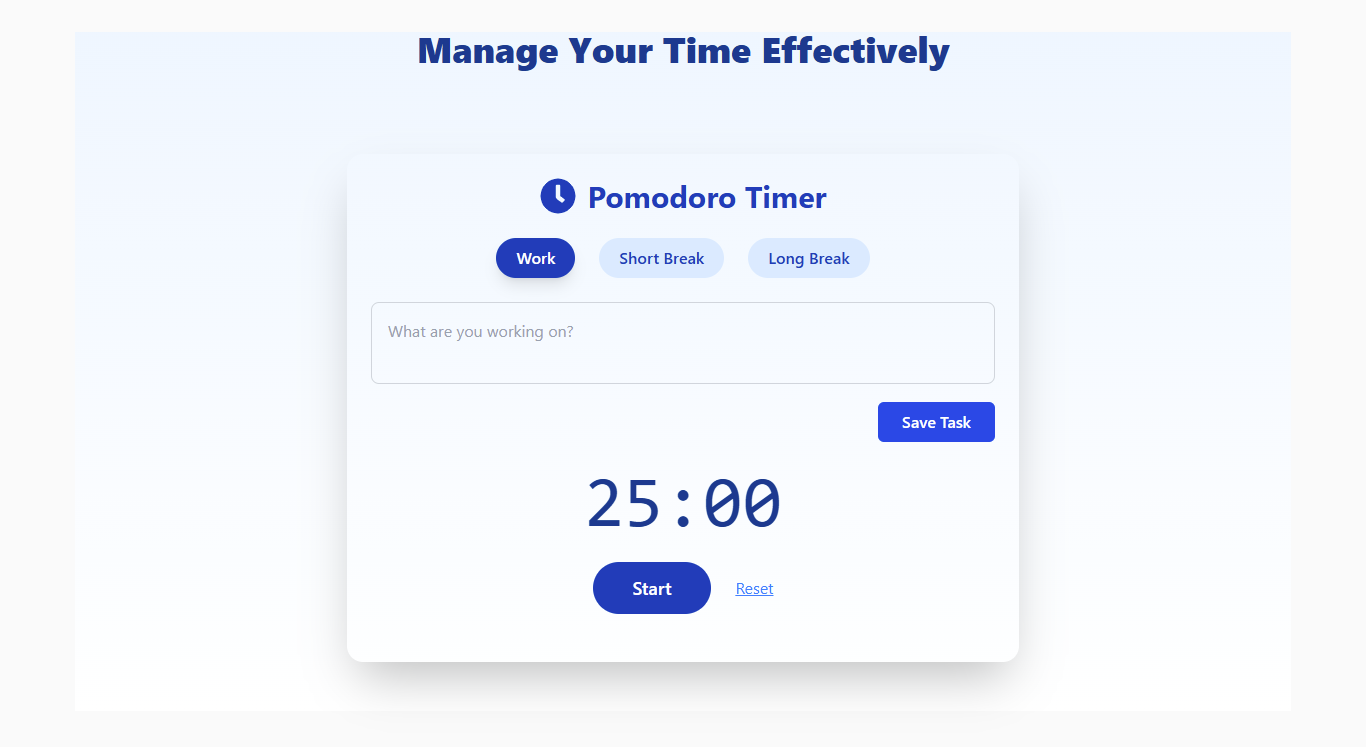 Manage Your Time Effectively
Pomodoro Timer
Work Short Break Long Break
What are you working on?
Save Task
25:00
Start Reset